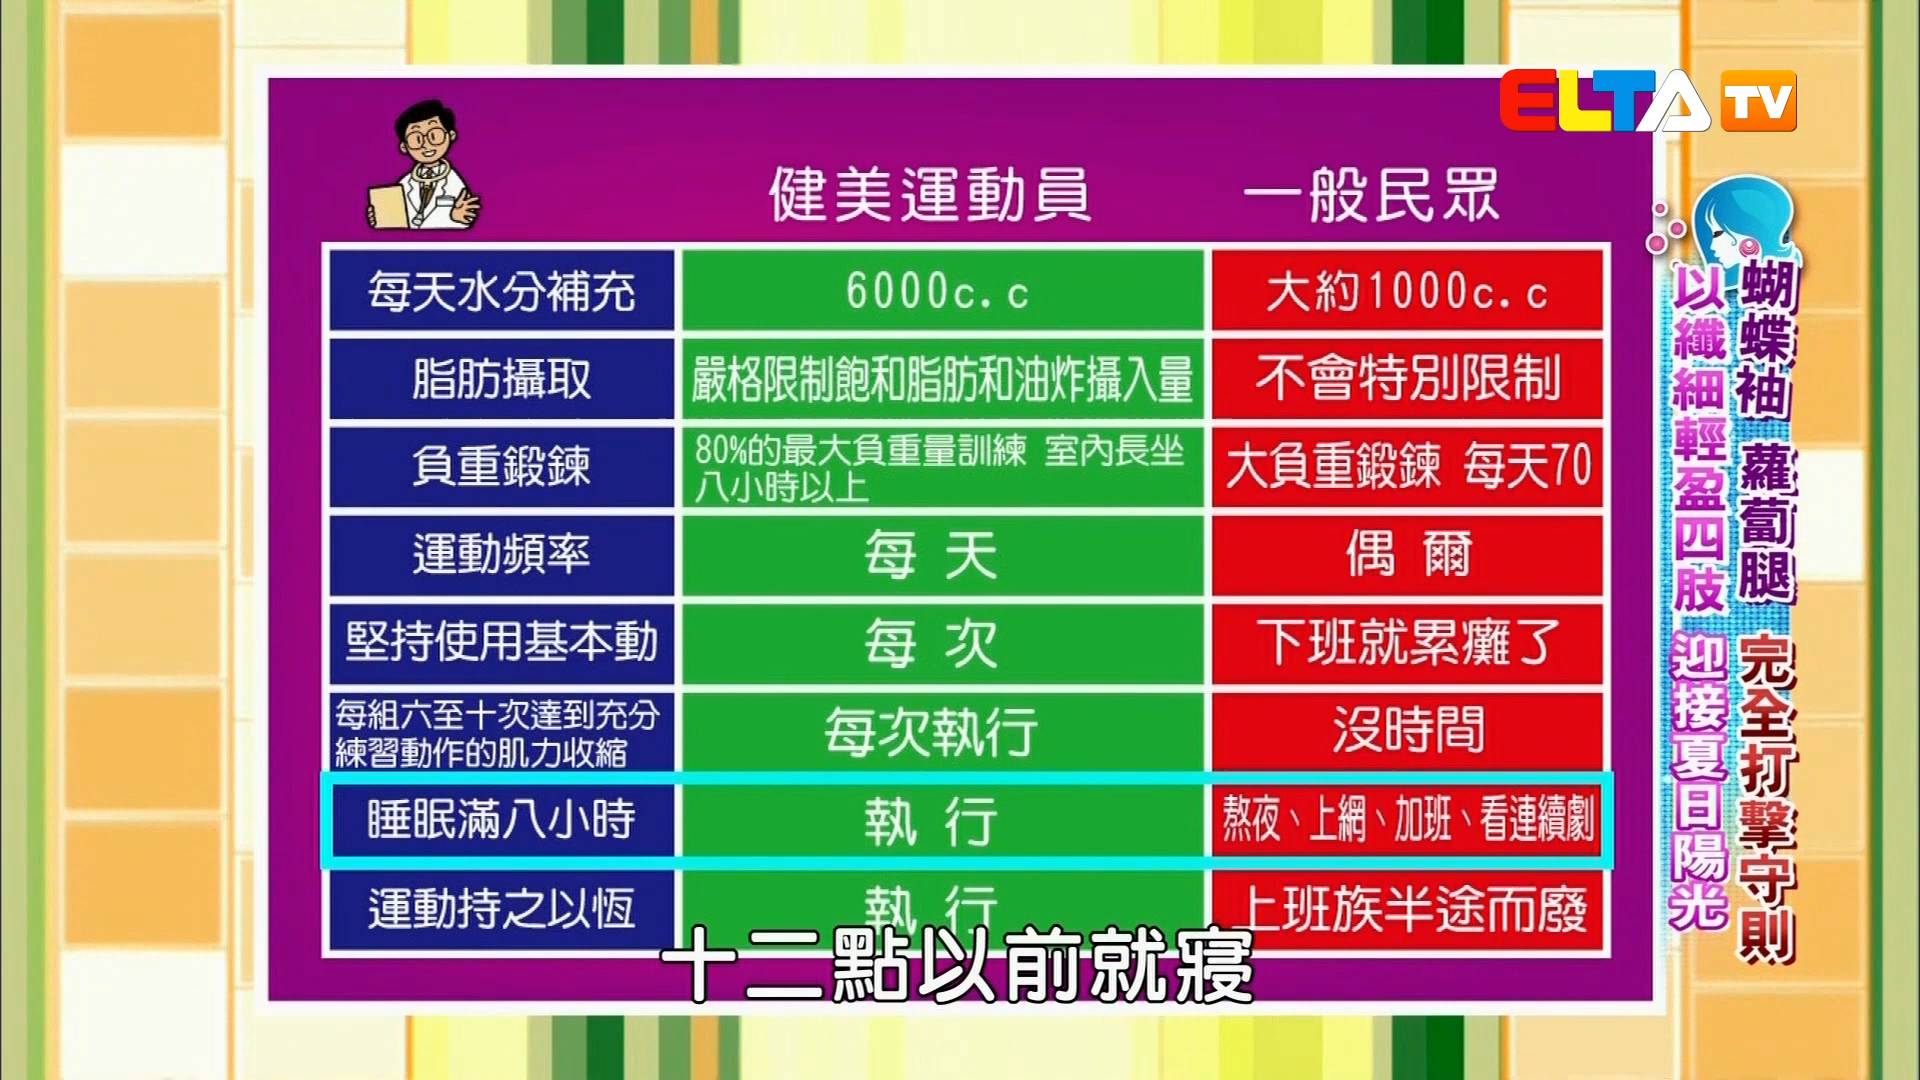 ELTA TV
健美運動員 一般民眾
每天水分補充 6000c.c 大約1000c.c
脂肪攝取 嚴格限制飽和脂肪和油炸攝入量 不會特別限制
負重鍛鍊 80%的最大負重量訓練 室內長坐 大負重鍛鍊 每天70
八小時以上
運動頻率 每天 偶爾
堅持使用基本動 每次 下班就累癱了
每組六至十次達到充分 每次執行 沒時間
練習動作的肌力收縮
睡眠滿八小時 執行 熬夜、上網、加班、看連續劇
運動持之以恆 執行 上班族半途而廢
十二點以前就寢
蝴蝶袖 蘿蔔腿 完全打擊守則
以纖細輕盈四肢 迎接夏日陽光